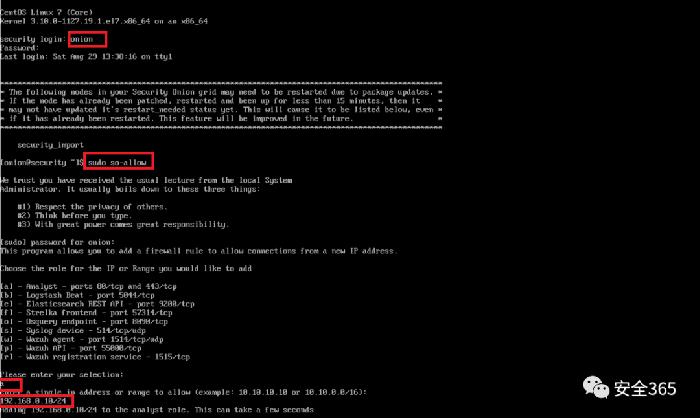 CentOS Linux 7 (Core)
Kernel 3.10.0-1127.19.1.el7.x86_64 on an x86_64
security login: onion
Password:
Last login: Sat Aug 29 13:30:16 on tty1
* The following nodes in your Security Onion grid may need to be restarted due to package updates. *
* If the node has already been patched, restarted and been up for less than 15 minutes, then it *
* may not have updated it's restart_needed status yet. This will cause it to be listed below, even *
* if it has already been restarted. This feature will be improved in the future. *
security_import
[onion@security ~]$ sudo so-allow
We trust you have received the usual lecture from the local System
Administrator. It usually boils down to these three things:
#1) Respect the privacy of others.
#2) Think before you type.
#3) With great power comes great responsibility.
[sudo] password for onion:
This program allows you to add a firewall rule to allow connections from a new IP address.
Choose the role for the IP or Range you would like to add
[a] - Analyst - ports 80/tcp and 443/tcp
[b] - Logstash Beat - port 5044/tcp
[e] - Elasticsearch REST API - port 9200/tcp
[f] - Strelka frontend - port 57314/tcp
[o] - Osquery endpoint - port 8090/tcp
[s] - Syslog device - 514/tcp/udp
[w] - Wazuh agent - port 1514/tcp/udp
[p] - Wazuh API - port 55000/tcp
[r] - Wazuh registration service - 1515/tcp
Please enter your selection:
a
Enter a single ip address or range to allow (example: 10.10.10.10 or 10.10.0.0/16):
192.168.0.10/24
Adding 192.168.0.10/24 to the analyst role. This can take a few seconds
安全365